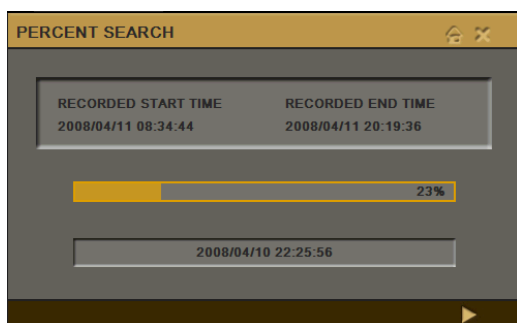 PERCENT SEARCH
RECORDED START TIME
2008/04/11 08:34:44
RECORDED END TIME
2008/04/11 20:19:36
23%
2008/04/10 22:25:56